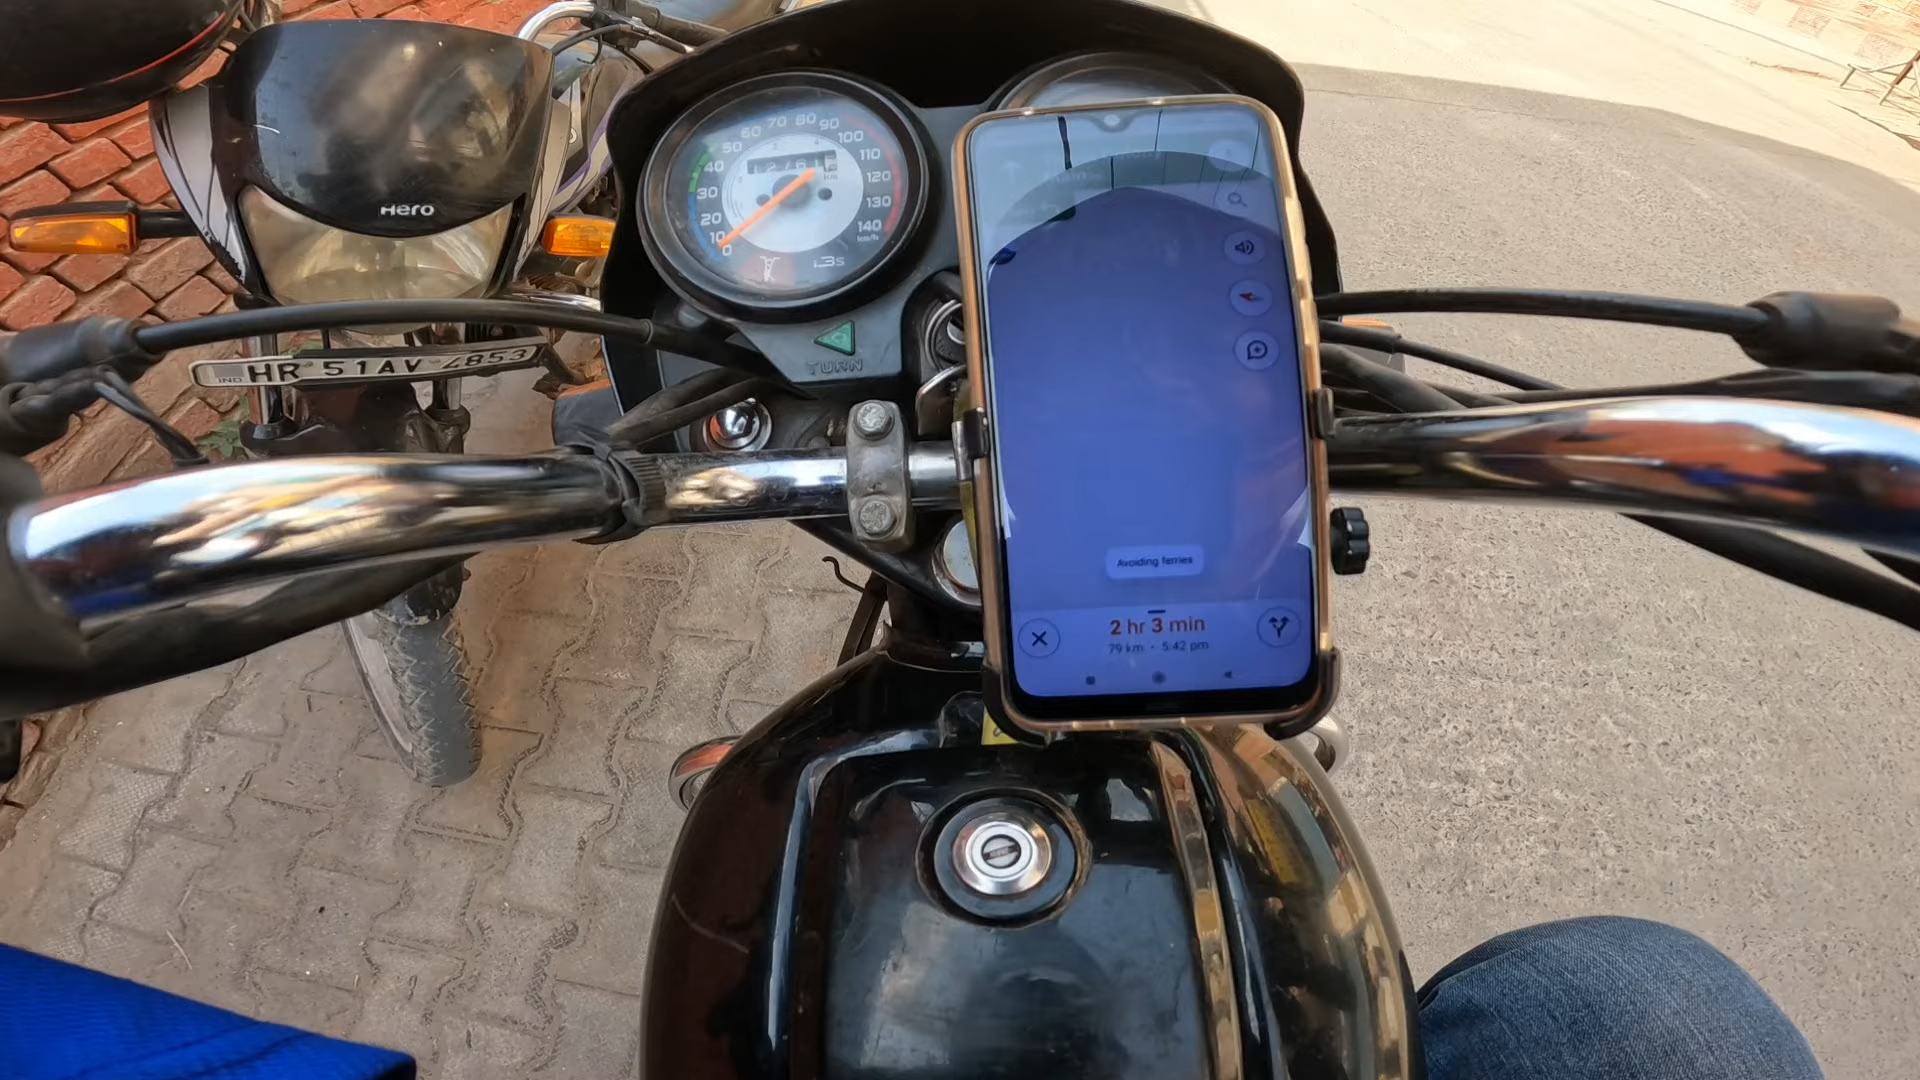 Hero
HR 51AV 4853
IND
0
10
20
30
40
50
60
70
80
90
100
110
120
130
140
km/h
i3s
TURN
Avoiding ferries
2 hr 3 min
79 km • 5:42 pm